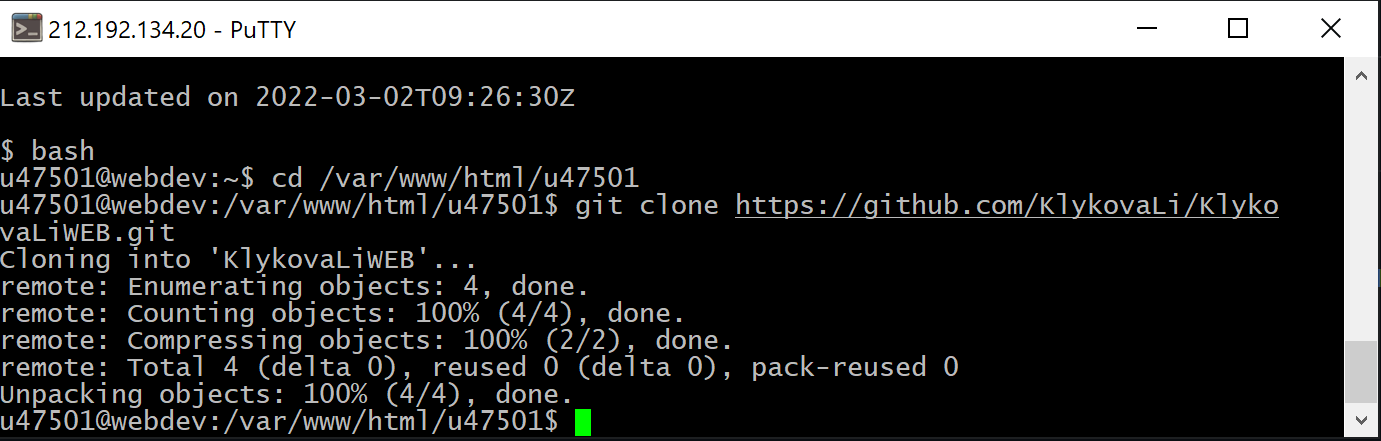 212.192.134.20 - PuTTY
Last updated on 2022-03-02T09:26:30Z
$ bash
u47501@webdev:~$ cd /var/www/html/u47501
u47501@webdev:/var/www/html/u47501$ git clone https://github.com/KlykovaLi/Klyko
vaLiWEB.git
Cloning into 'KlykovaLiWEB'...
remote: Enumerating objects: 4, done.
remote: Counting objects: 100% (4/4), done.
remote: Compressing objects: 100% (2/2), done.
remote: Total 4 (delta 0), reused 0 (delta 0), pack-reused 0
Unpacking objects: 100% (4/4), done.
u47501@webdev:/var/www/html/u47501$